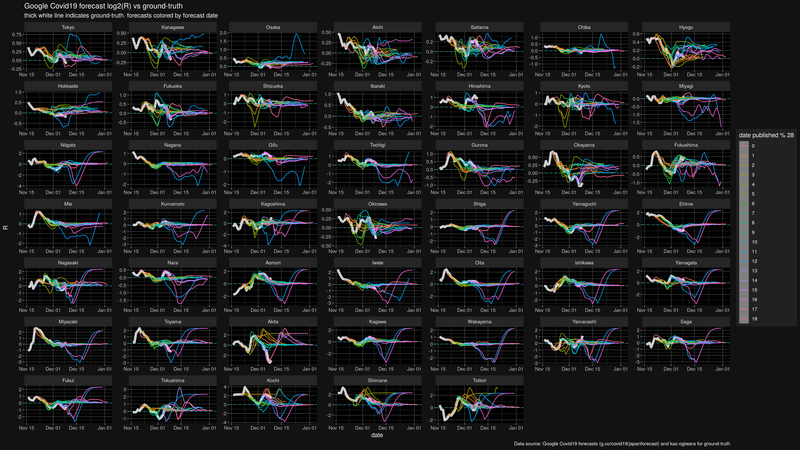 Google Covid19 forecast log2(R) vs ground-truth
thick white line indicates ground-truth. forecasts colored by forecast date
Tokyo Kanagawa Osaka Aichi Saitama Chiba Hyogo
Hokkaido Fukuoka Shizuoka Ibaraki Hiroshima Kyoto Miyagi
Niigata Nagano Gifu Tochigi Gunma Okayama Fukushima
Mie Kumamoto Kagoshima Okinawa Shiga Yamaguchi Ehime
Nagasaki Nara Aomori Iwate Oita Ishikawa Yamagata
Miyazaki Toyama Akita Kagawa Wakayama Yamanashi Saga
Fukui Tokushima Kochi Shimane Tottori
Nov 15 Dec 01 Dec 15 Jan 01
R
date
date published % 28
0
1
2
3
4
5
6
7
8
9
10
11
12
13
14
15
16
17
18
Data source: Google Covid19 forecasts (g.co/covid19/japanforecast) and kaz-ogiwara for ground-truth